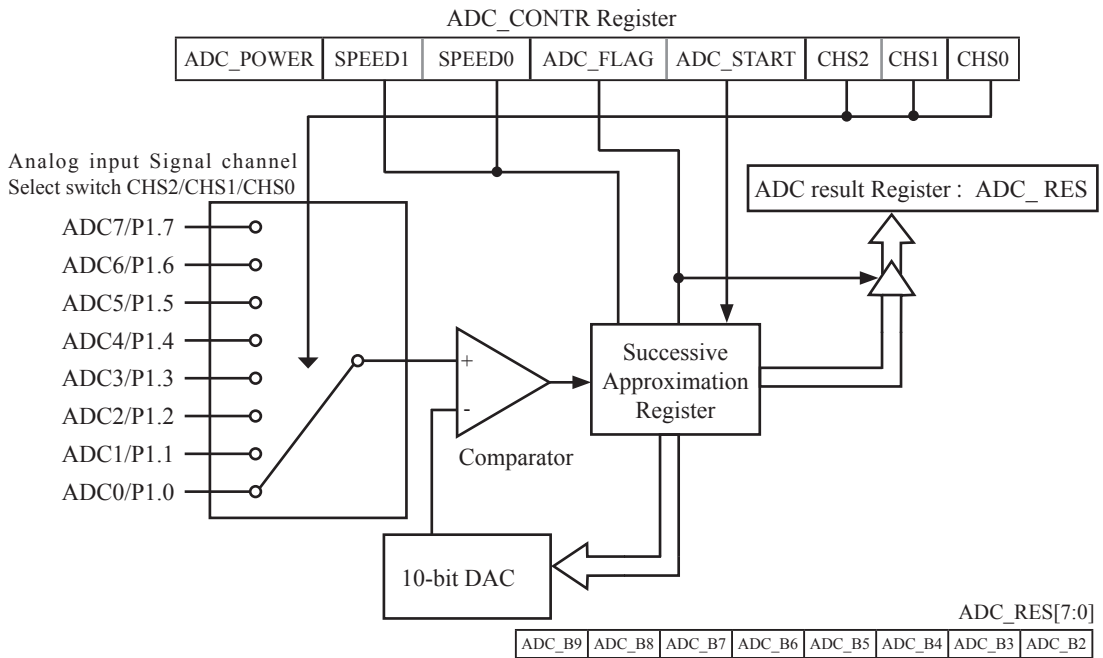 ADC_CONTR Register
ADC_POWER SPEED1 SPEED0 ADC_FLAG ADC_START CHS2 CHS1 CHS0
Analog input Signal channel
Select switch CHS2/CHS1/CHS0
ADC result Register : ADC_ RES
ADC7/P1.7
ADC6/P1.6
ADC5/P1.5
ADC4/P1.4
ADC3/P1.3
ADC2/P1.2
ADC1/P1.1
ADC0/P1.0
+
-
Comparator
Successive
Approximation
Register
10-bit DAC
ADC_RES[7:0]
ADC_B9 ADC_B8 ADC_B7 ADC_B6 ADC_B5 ADC_B4 ADC_B3 ADC_B2